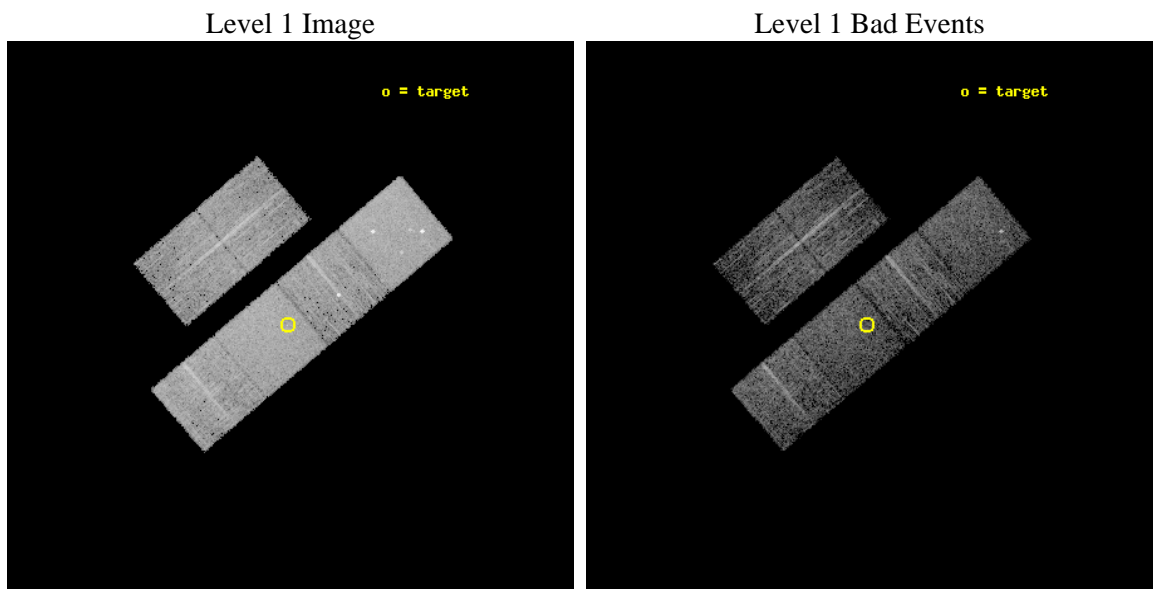 Level 1 Image
Level 1 Bad Events
o = target
o = target